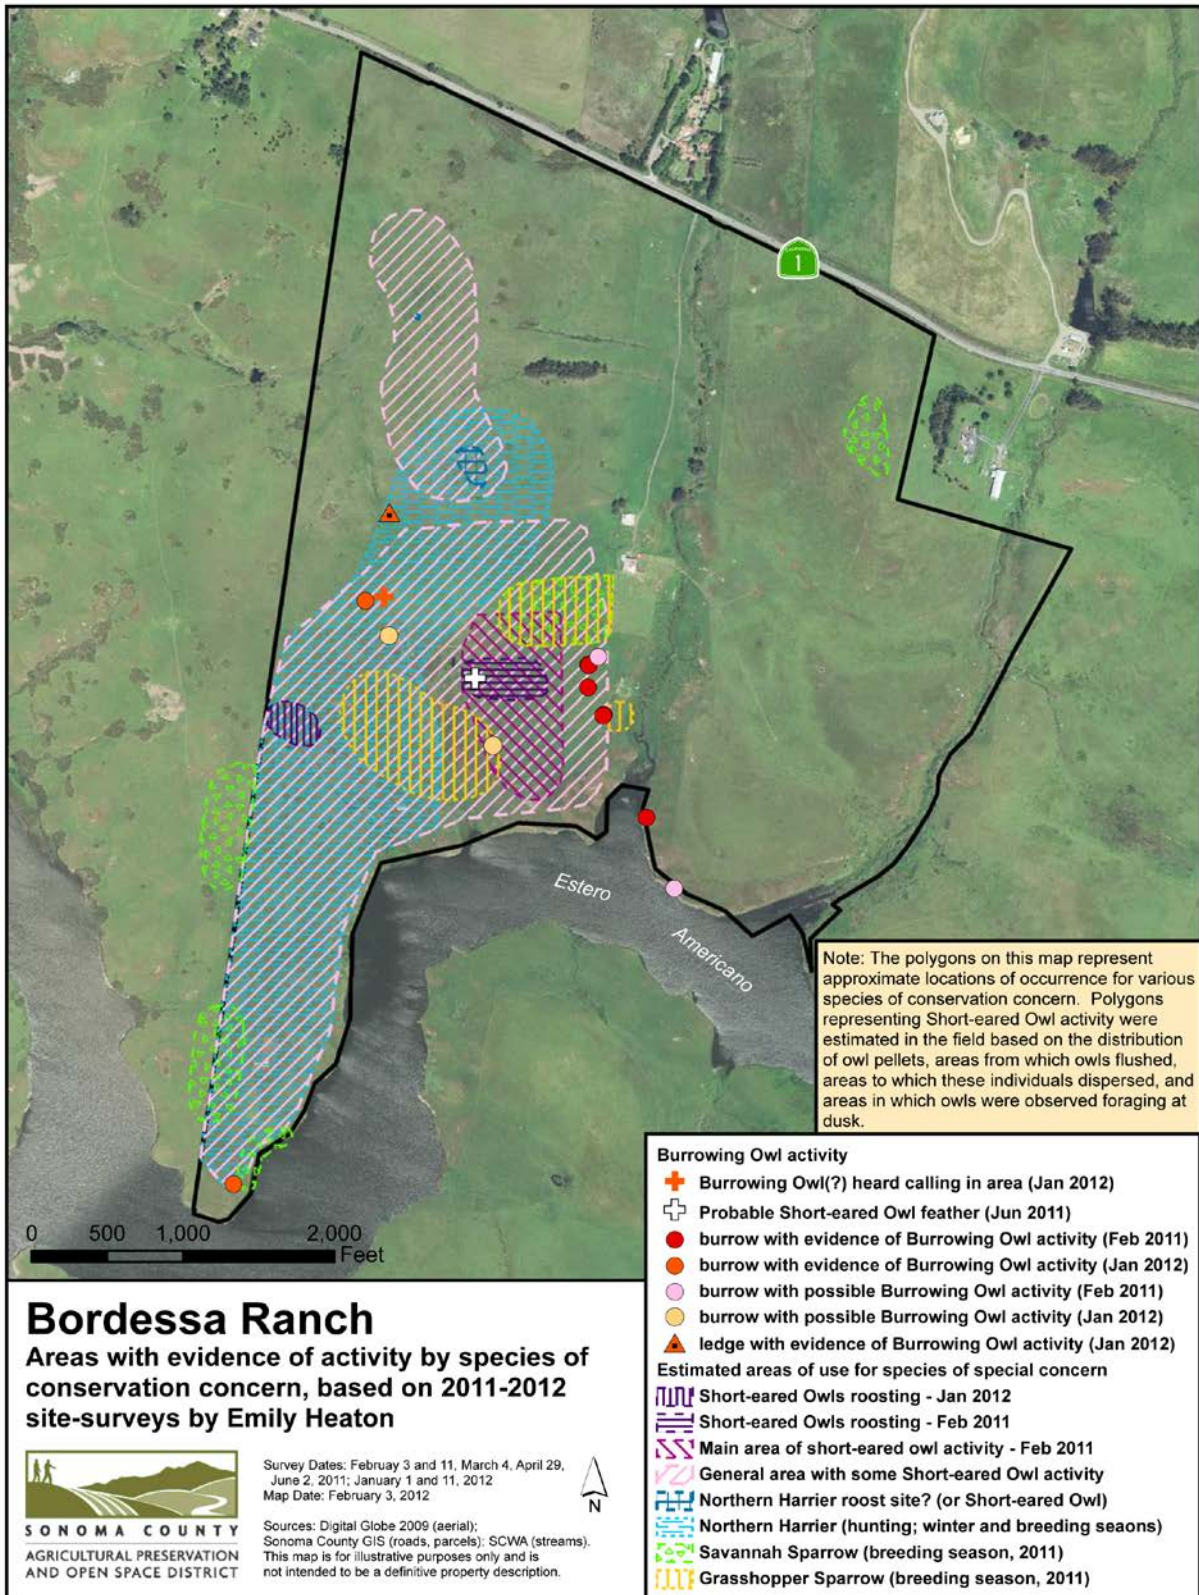 1
Estero
Americano
Note: The polygons on this map represent
approximate locations of occurrence for various
species of conservation concern. Polygons
representing Short-eared Owl activity were
estimated in the field based on the distribution
of owl pellets, areas from which owls flushed,
areas to which these individuals dispersed, and
areas in which owls were observed foraging at
dusk.
0 500 1,000 2,000
Feet
Burrowing Owl activity
Burrowing Owl(?) heard calling in area (Jan 2012)
Probable Short-eared Owl feather (Jun 2011)
burrow with evidence of Burrowing Owl activity (Feb 2011)
burrow with evidence of Burrowing Owl activity (Jan 2012)
burrow with possible Burrowing Owl activity (Feb 2011)
burrow with possible Burrowing Owl activity (Jan 2012)
ledge with evidence of Burrowing Owl activity (Jan 2012)
Estimated areas of use for species of special concern
Short-eared Owls roosting - Jan 2012
Short-eared Owls roosting - Feb 2011
Main area of short-eared owl activity - Feb 2011
General area with some Short-eared Owl activity
Northern Harrier roost site? (or Short-eared Owl)
Northern Harrier (hunting; winter and breeding seaons)
Savannah Sparrow (breeding season, 2011)
Grasshopper Sparrow (breeding season, 2011)
Bordessa Ranch
Areas with evidence of activity by species of
conservation concern, based on 2011-2012
site-surveys by Emily Heaton
SONOMA COUNTY
AGRICULTURAL PRESERVATION
AND OPEN SPACE DISTRICT
Survey Dates: Februay 3 and 11, March 4, April 29,
June 2, 2011; January 1 and 11, 2012
Map Date: February 3, 2012
Sources: Digital Globe 2009 (aerial);
Sonoma County GIS (roads, parcels); SCWA (streams).
This map is for illustrative purposes only and is
not intended to be a definitive property description.
N